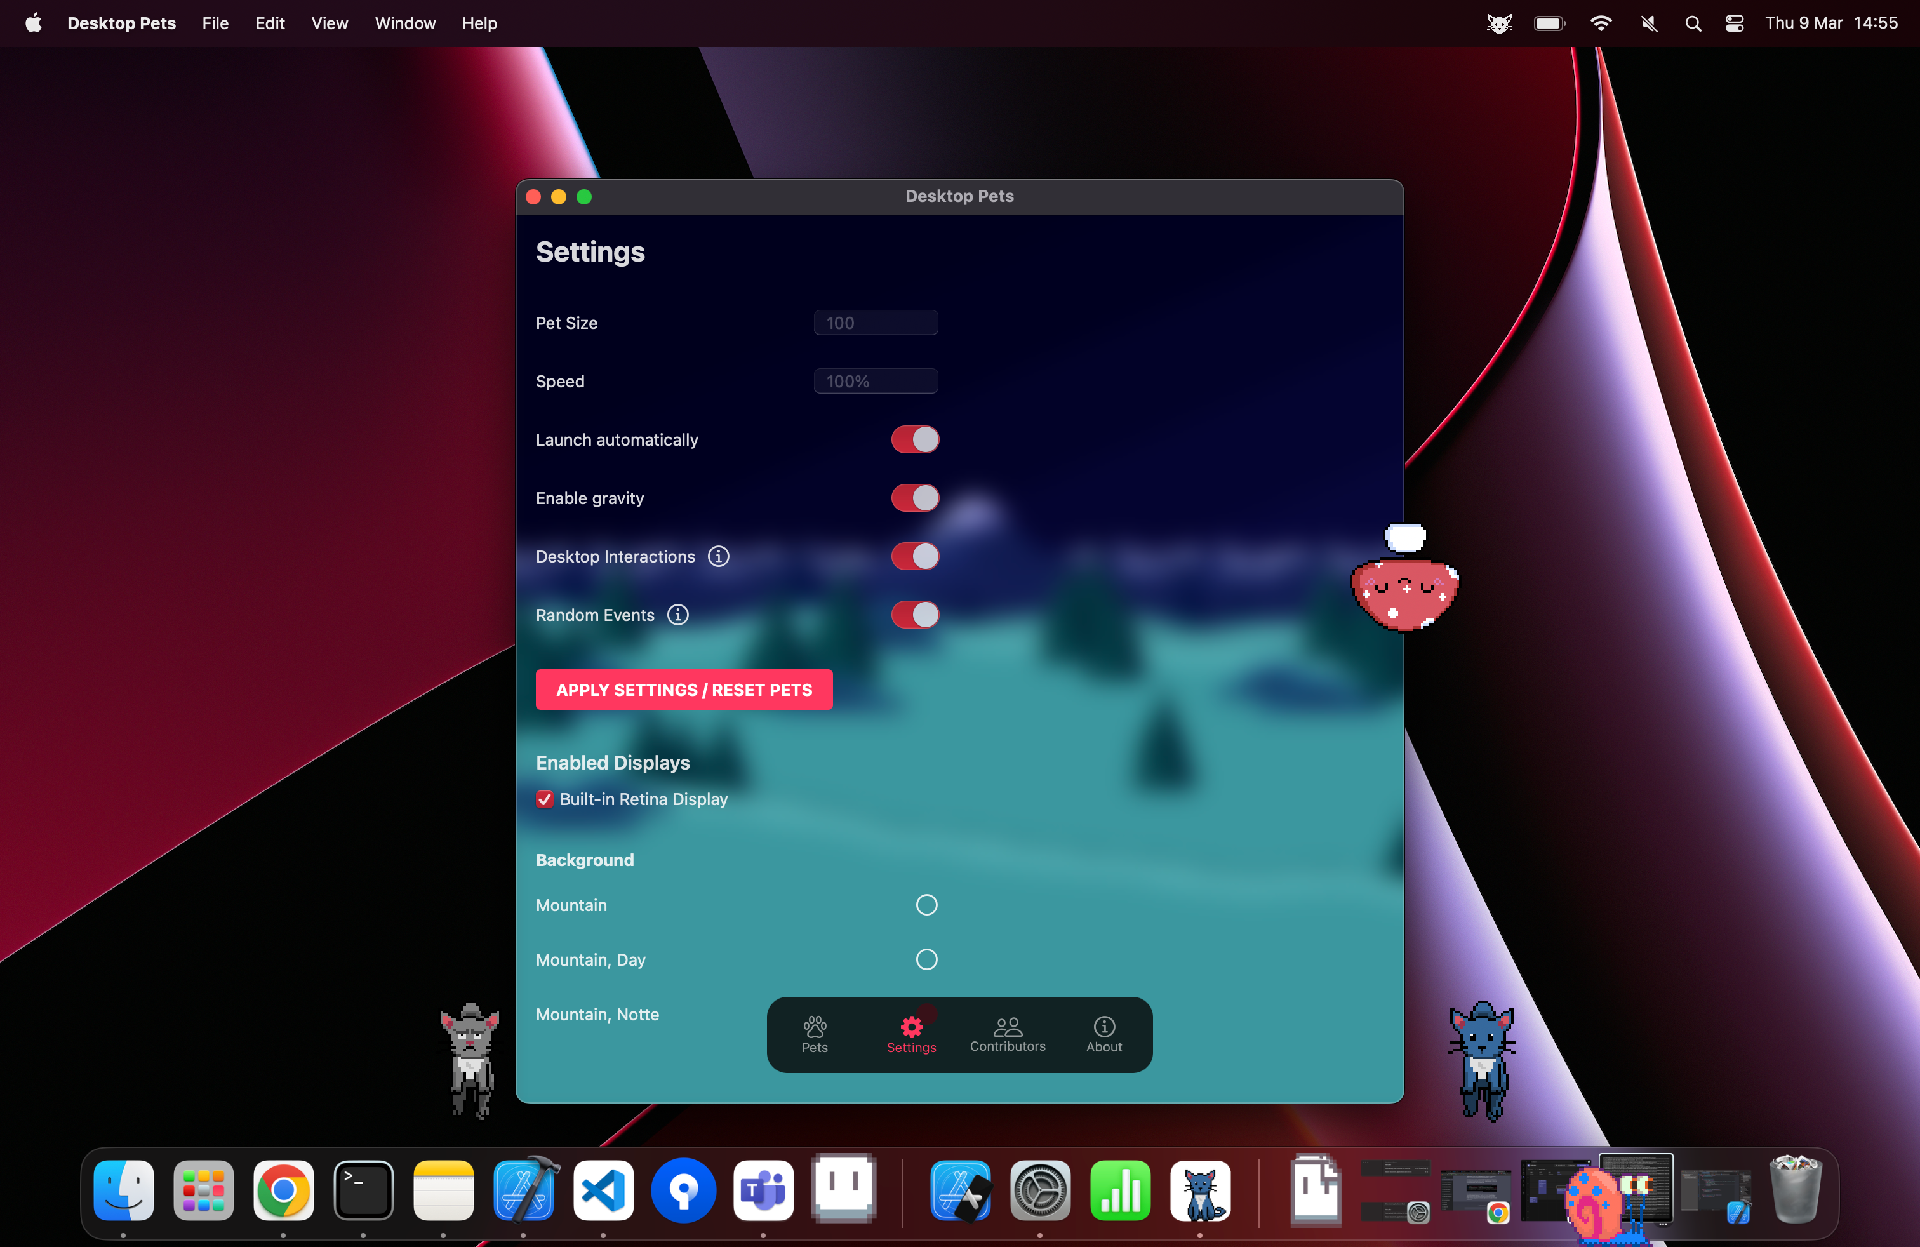 Desktop Pets File Edit View Window Help Thu 9 Mar 14:55
Desktop Pets
Settings
Pet Size 100
Speed 100%
Launch automatically
Enable gravity
Desktop Interactions
Random Events
APPLY SETTINGS / RESET PETS
Enabled Displays
Built-in Retina Display
Background
Mountain
Mountain, Day
Mountain, Notte
Pets Settings Contributors About